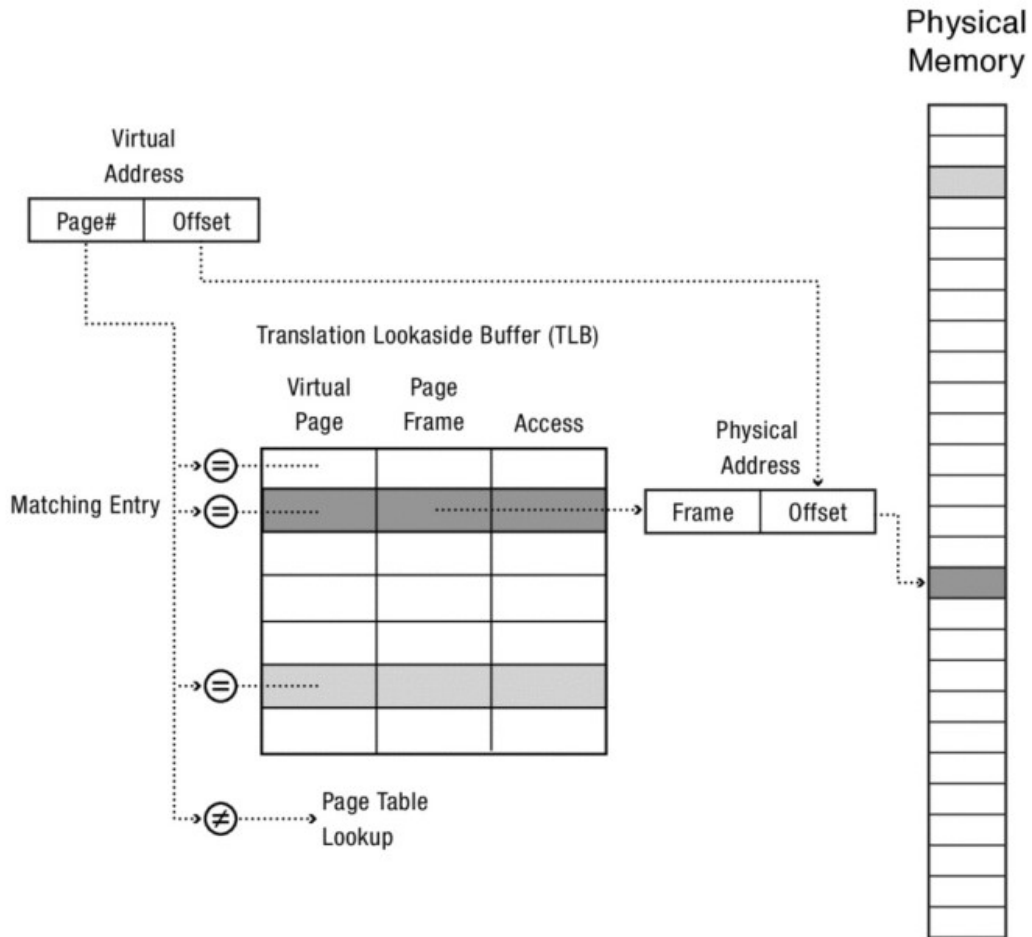 Physical
Memory
Virtual
Address
Page# Offset
Translation Lookaside Buffer (TLB)
Virtual
Page
Page
Frame
Access
Physical
Address
=
Matching Entry =
Frame Offset
=
≠
Page Table
Lookup